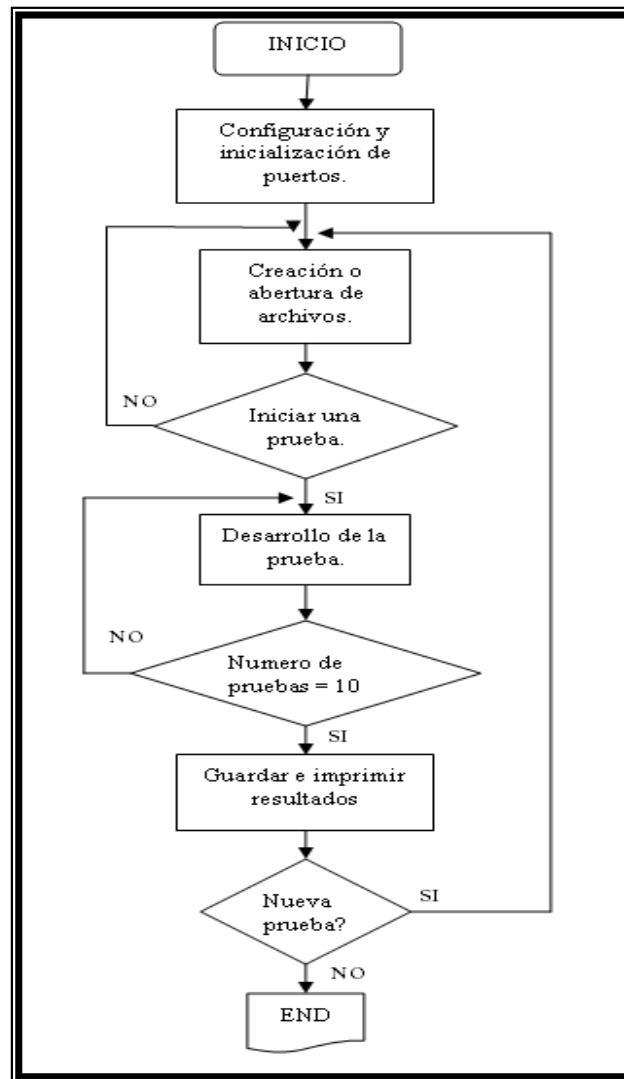 INICIO
Configuración y
inicialización de
puertos.
Creación o
abertura de
archivos.
NO
Iniciar una
prueba.
SI
Desarrollo de la
prueba.
NO
Numero de
pruebas = 10
SI
Guardar e imprimir
resultados
Nueva
prueba?
SI
NO
END